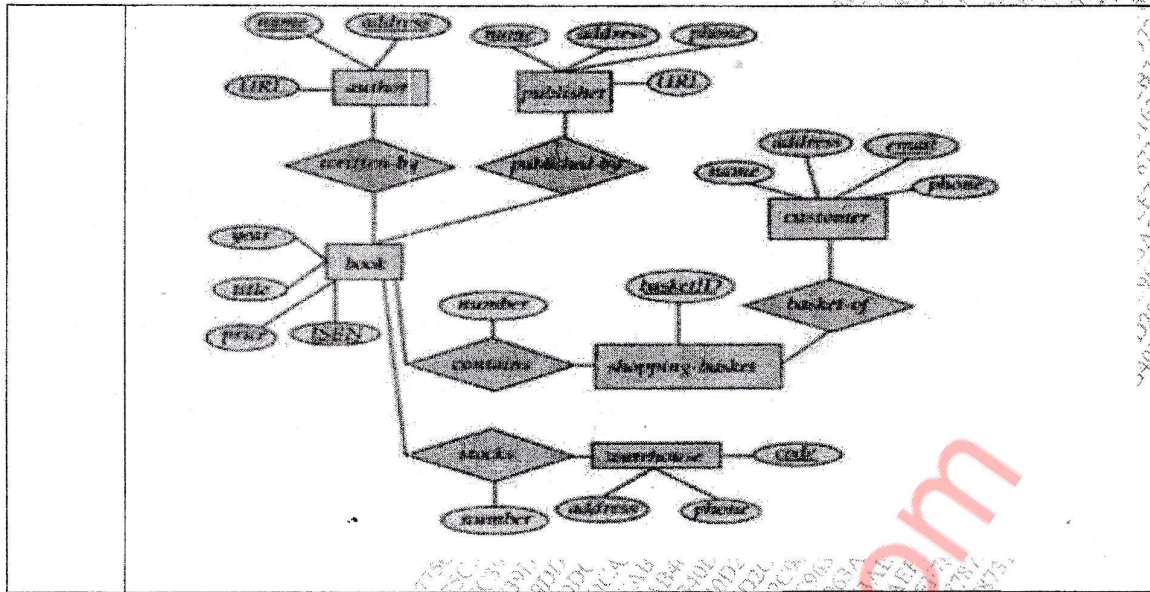 name address name address phone
URL author publisher URL
written-by published-by
address email
name phone
customer
year
book
title number basketID basket-of
price ISBN
contains shopping-basket
stocks warehouse code
number address phone
om